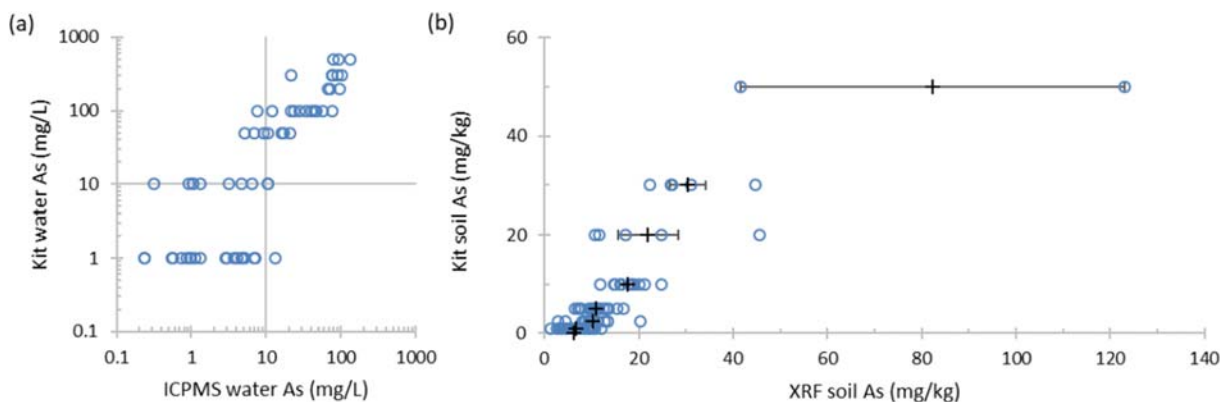 (a)
1000
100
10
1
0.1
Kit water As (mg/L)
0.1 1 10 100 1000
ICPMS water As (mg/L)
(b)
60
40
20
0
Kit soil As (mg/kg)
0 20 40 60 80 100 120 140
XRF soil As (mg/kg)